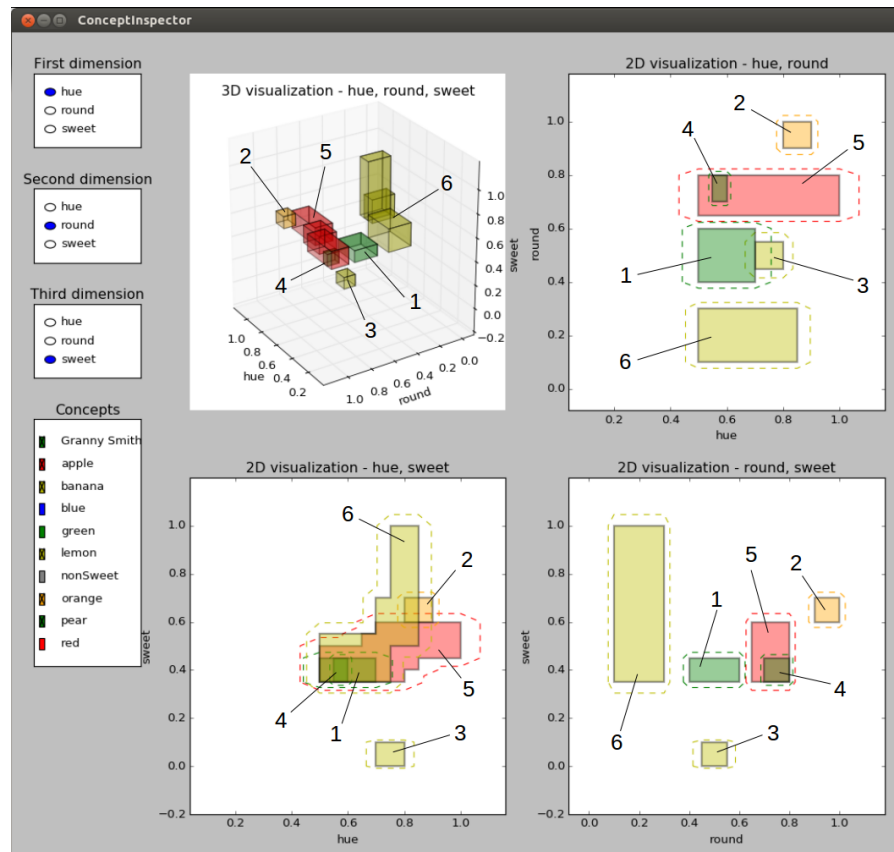 ConceptInspector
First dimension
hue
round
sweet
Second dimension
hue
round
sweet
Third dimension
hue
round
sweet
Concepts
Granny Smith
apple
banana
blue
green
lemon
nonSweet
orange
pear
red
3D visualization - hue, round, sweet
2
5
6
4
1
3
1.0
0.8
0.6
0.4
0.2
0.0
−0.2
sweet
1.0
0.8
0.6
0.4
0.2
hue
1.0
0.8
0.6
0.4
0.2
0.0
round
2D visualization - hue, round
1.0
0.8
0.6
0.4
0.2
0.0
round
2
4
5
1
3
6
0.2
0.4
0.6
0.8
1.0
hue
2D visualization - hue, sweet
1.0
0.8
0.6
0.4
0.2
0.0
−0.2
sweet
6
2
5
4
1
3
0.2
0.4
0.6
0.8
1.0
hue
2D visualization - round, sweet
1.0
0.8
0.6
0.4
0.2
0.0
−0.2
sweet
5
2
1
4
6
3
0.0
0.2
0.4
0.6
0.8
1.0
round